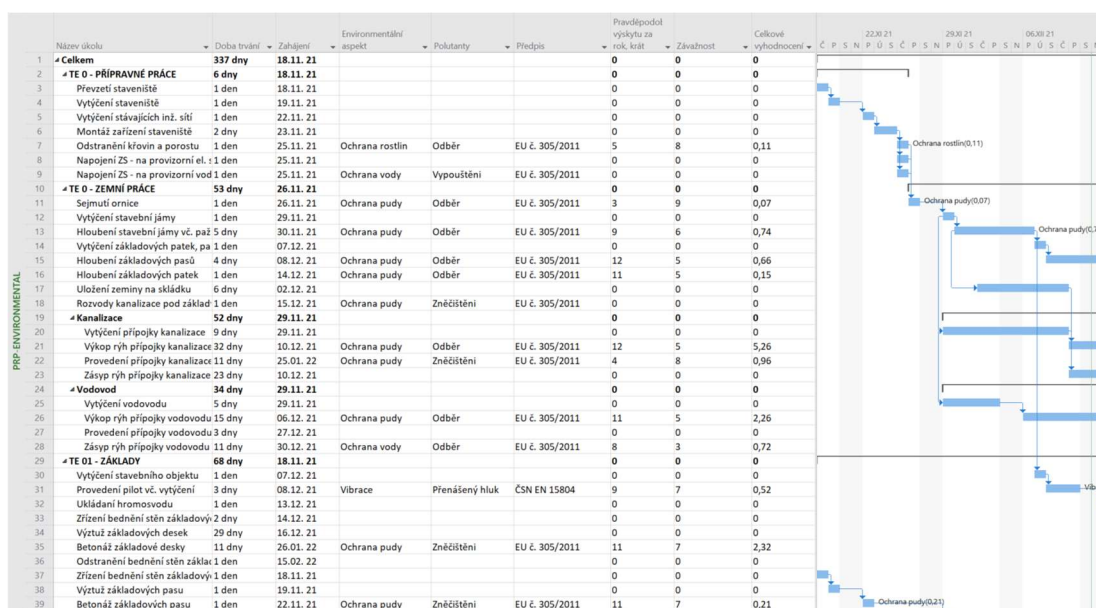 Název úkolu Doba trvání Zahájení Environmentální aspekt Polutanty Předpis Pravděpodob výskytu za rok, krát Závažnost Celkové vyhodnocení
22.XI 21 29.XI 21 06.XII 21
Č P S N P Ú S Č P S N P Ú S Č P S N P Ú S Č P S
1 Celkem 337 dny 18.11. 21 0 0 0
2 TE 0 - PŘÍPRAVNÉ PRÁCE 6 dny 18.11. 21 0 0 0
3 Převzetí staveniště 1 den 18.11. 21 0 0 0
4 Vytýčení staveniště 1 den 19.11. 21 0 0 0
5 Vytýčení stávajících inž. sítí 1 den 22.11. 21 0 0 0
6 Montáž zařízení staveniště 2 dny 23.11. 21 0 0 0
7 Odstranění křovin a porostu 1 den 25.11. 21 Ochrana rostlin Odběr EU č. 305/2011 5 8 0,11 Ochrana rostlin(0,11)
8 Napojení ZS - na provizorní el. s 1 den 25.11. 21 0 0 0
9 Napojení ZS - na provizorní vod 1 den 25.11. 21 Ochrana vody Vypouštěni EU č. 305/2011 0 0 0
10 TE 0 - ZEMNÍ PRÁCE 53 dny 26.11. 21 0 0 0
11 Sejmutí ornice 1 den 26.11. 21 Ochrana pudy Odběr EU č. 305/2011 3 9 0,07 Ochrana pudy(0,07)
12 Vytýčení stavební jámy 1 den 29.11. 21 0 0 0
13 Hloubení stavební jámy vč. paž 5 dny 30.11. 21 Ochrana pudy Odběr EU č. 305/2011 9 6 0,74 Ochrana pudy(0,7
14 Vytýčení základových patek, pa 1 den 07.12. 21 0 0 0
15 Hloubení základových pasů 4 dny 08.12. 21 Ochrana pudy Odběr EU č. 305/2011 12 5 0,66
16 Hloubení základových patek 1 den 14.12. 21 Ochrana pudy Odběr EU č. 305/2011 11 5 0,15
17 Uložení zeminy na skládku 6 dny 02.12. 21 0 0 0
18 Rozvody kanalizace pod základ 1 den 15.12. 21 Ochrana pudy Zněčištěni EU č. 305/2011 0 0 0
19 Kanalizace 52 dny 29.11. 21 0 0 0
20 Vytýčení přípojky kanalizace 9 dny 29.11. 21 0 0 0
21 Výkop rýh přípojky kanalizace 32 dny 10.12. 21 Ochrana pudy Odběr EU č. 305/2011 12 5 5,26
22 Provedení přípojky kanalizace 11 dny 25.01. 22 Ochrana pudy Zněčištěni EU č. 305/2011 4 8 0,96
23 Zásyp rýh přípojky kanalizace 23 dny 10.12. 21 0 0 0
24 Vodovod 34 dny 29.11. 21 0 0 0
25 Vytýčení vodovodu 5 dny 29.11. 21 0 0 0
26 Výkop rýh přípojky vodovodu 15 dny 06.12. 21 Ochrana pudy Odběr EU č. 305/2011 11 5 2,26
27 Provedení přípojky vodovodu 3 dny 27.12. 21 0 0 0
28 Zásyp rýh přípojky vodovodu 11 dny 30.12. 21 Ochrana vody Odběr EU č. 305/2011 8 3 0,72
29 TE 01 - ZÁKLADY 68 dny 18.11. 21 0 0 0
30 Vytýčení stavebního objektu 1 den 07.12. 21 0 0 0
31 Provedení pilot vč. vytýčení 3 dny 08.12. 21 Vibrace Přenášený hluk ČSN EN 15804 9 7 0,52 Vib
32 Ukládaní hromosvodu 1 den 13.12. 21 0 0 0
33 Zřízení bednění stěn základový 2 dny 14.12. 21 0 0 0
34 Výztuž základových desek 29 dny 16.12. 21 0 0 0
35 Betonáž základové desky 11 dny 26.01. 22 Ochrana pudy Zněčištěni EU č. 305/2011 11 7 2,32
36 Odstranění bednění stěn zákla 1 den 15.02. 22 0 0 0
37 Zřízení bednění stěn základový 1 den 18.11. 21 0 0 0
38 Výztuž základových pasu 1 den 19.11. 21 0 0 0
39 Betonáž základových pasu 1 den 22.11. 21 Ochrana pudy Zněčištěni EU č. 305/2011 11 7 0,21 Ochrana pudy(0,21)
PRP-ENVIRONMENTAL